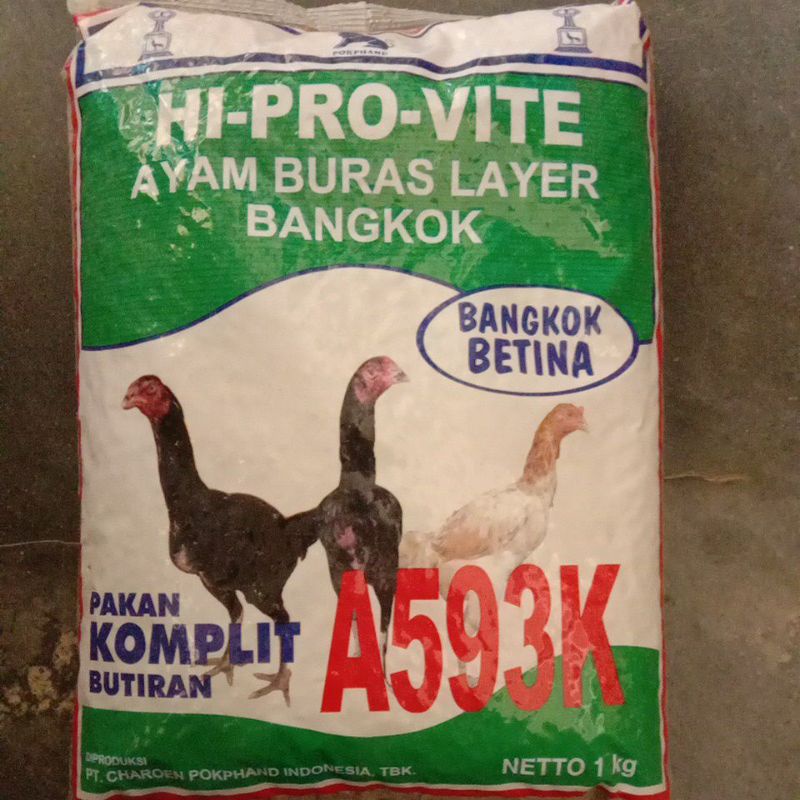 POKPHAND
HI-PRO-VITE
AYAM BURAS LAYER
BANGKOK
BANGKOK
BETINA
PAKAN
KOMPLIT
BUTIRAN
A593K
DIPRODUKSI
PT. CHAROEN POKPHAND INDONESIA, TBK.
NETTO 1 kg